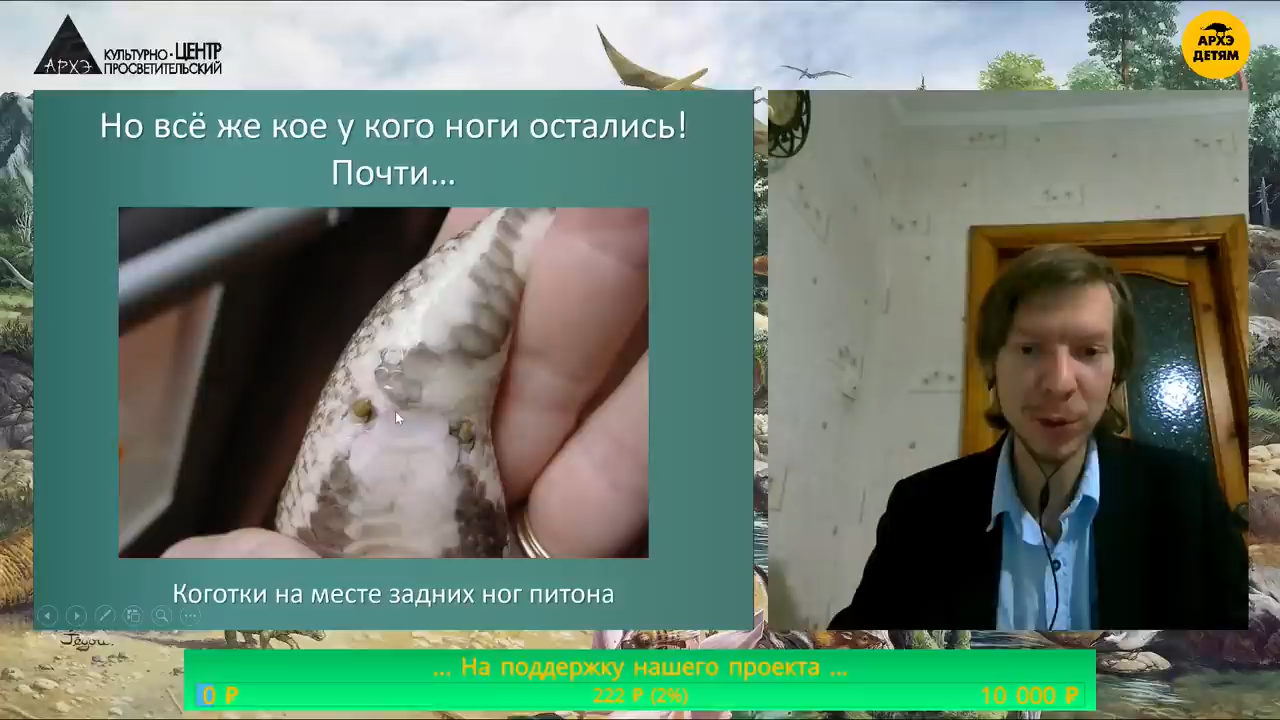 АРХЭ
КУЛЬТУРНО-ЦЕНТР
ПРОСВЕТИТЕЛЬСКИЙ
АРХЭ
ДЕТЯМ
Но всё же кое у кого ноги остались!
Почти...
Коготки на месте задних ног питона
... На поддержку нашего проекта ...
0 ₽
222 ₽ (2%)
10 000 ₽